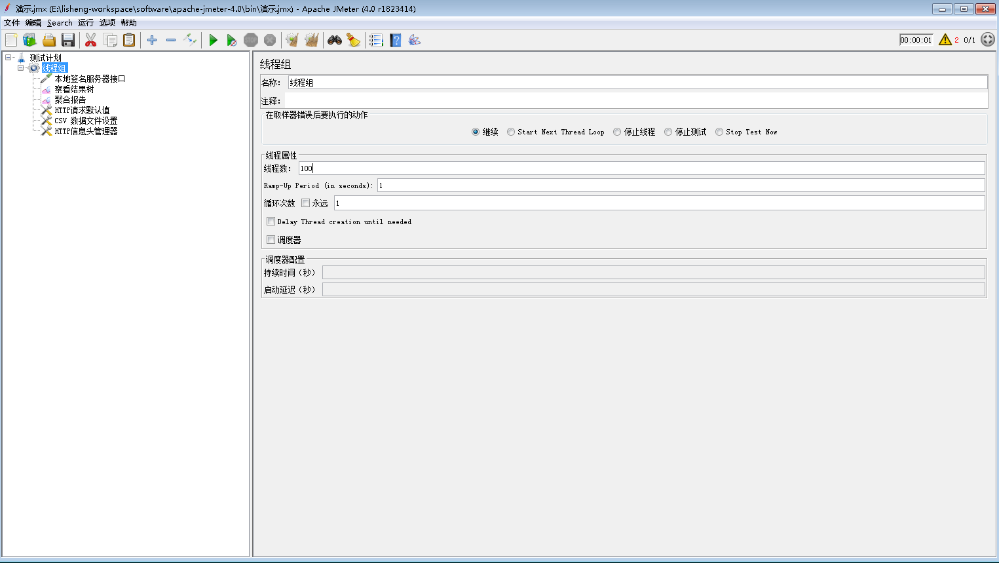 演示.jmx (E:\lisheng-workspace\software\apache-jmeter-4.0\bin\演示.jmx) - Apache JMeter (4.0 r1823414)
文件 编辑 Search 运行 选项 帮助
STOP 00:00:01 2 0/1
测试计划
线程组
本地签名服务器接口
察看结果树
聚合报告
HTTP请求默认值
CSV 数据文件设置
HTTP信息头管理器
线程组
名称: 线程组
注释:
在取样器错误后要执行的动作
继续 Start Next Thread Loop 停止线程 停止测试 Stop Test Now
线程属性
线程数: 100
Ramp-Up Period (in seconds): 1
循环次数 永远 1
Delay Thread creation until needed
调度器
调度器配置
持续时间（秒）
启动延迟（秒）